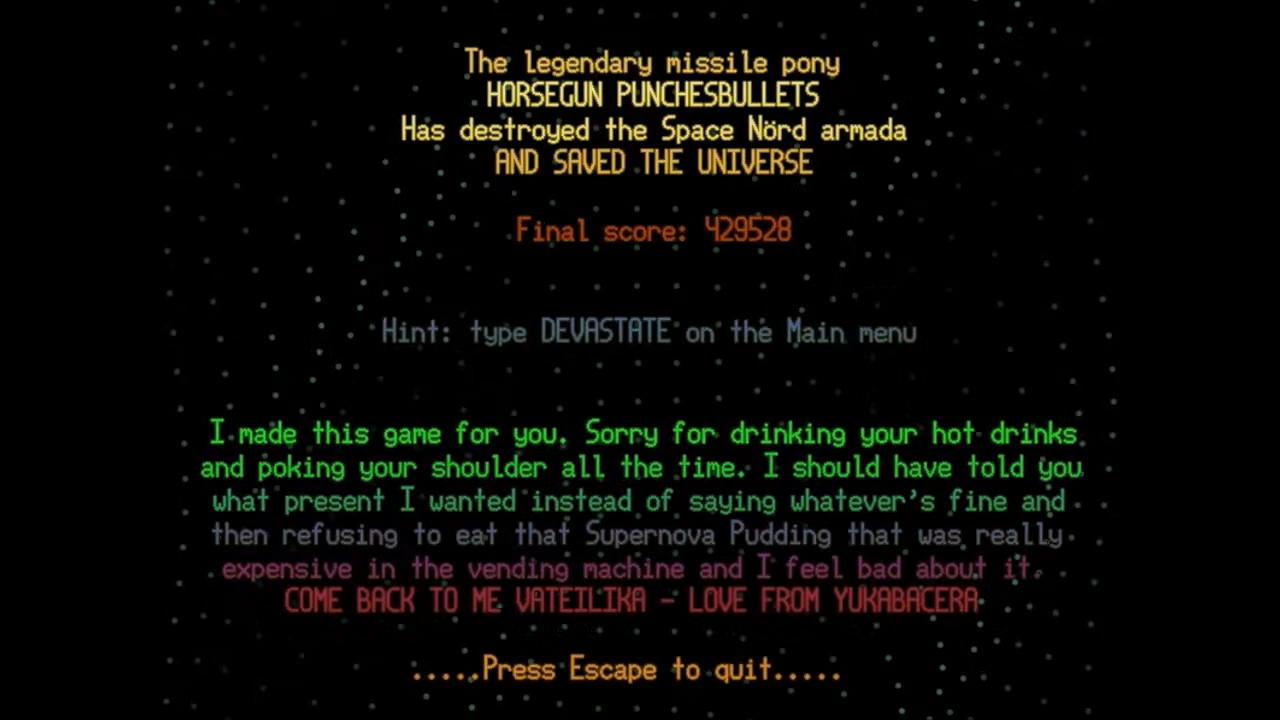 The legendary missile pony
HORSEGUN PUNCHESBULLETS
Has destroyed the Space Nörd armada
AND SAVED THE UNIVERSE
Final score: 429528
Hint: type DEVASTATE on the Main menu
I made this game for you. Sorry for drinking your hot drinks
and poking your shoulder all the time. I should have told you
what present I wanted instead of saying whatever's fine and
then refusing to eat that Supernova Pudding that was really
expensive in the vending machine and I feel bad about it.
COME BACK TO ME VATEILIKA - LOVE FROM YUKABACERA
.....Press Escape to quit.....